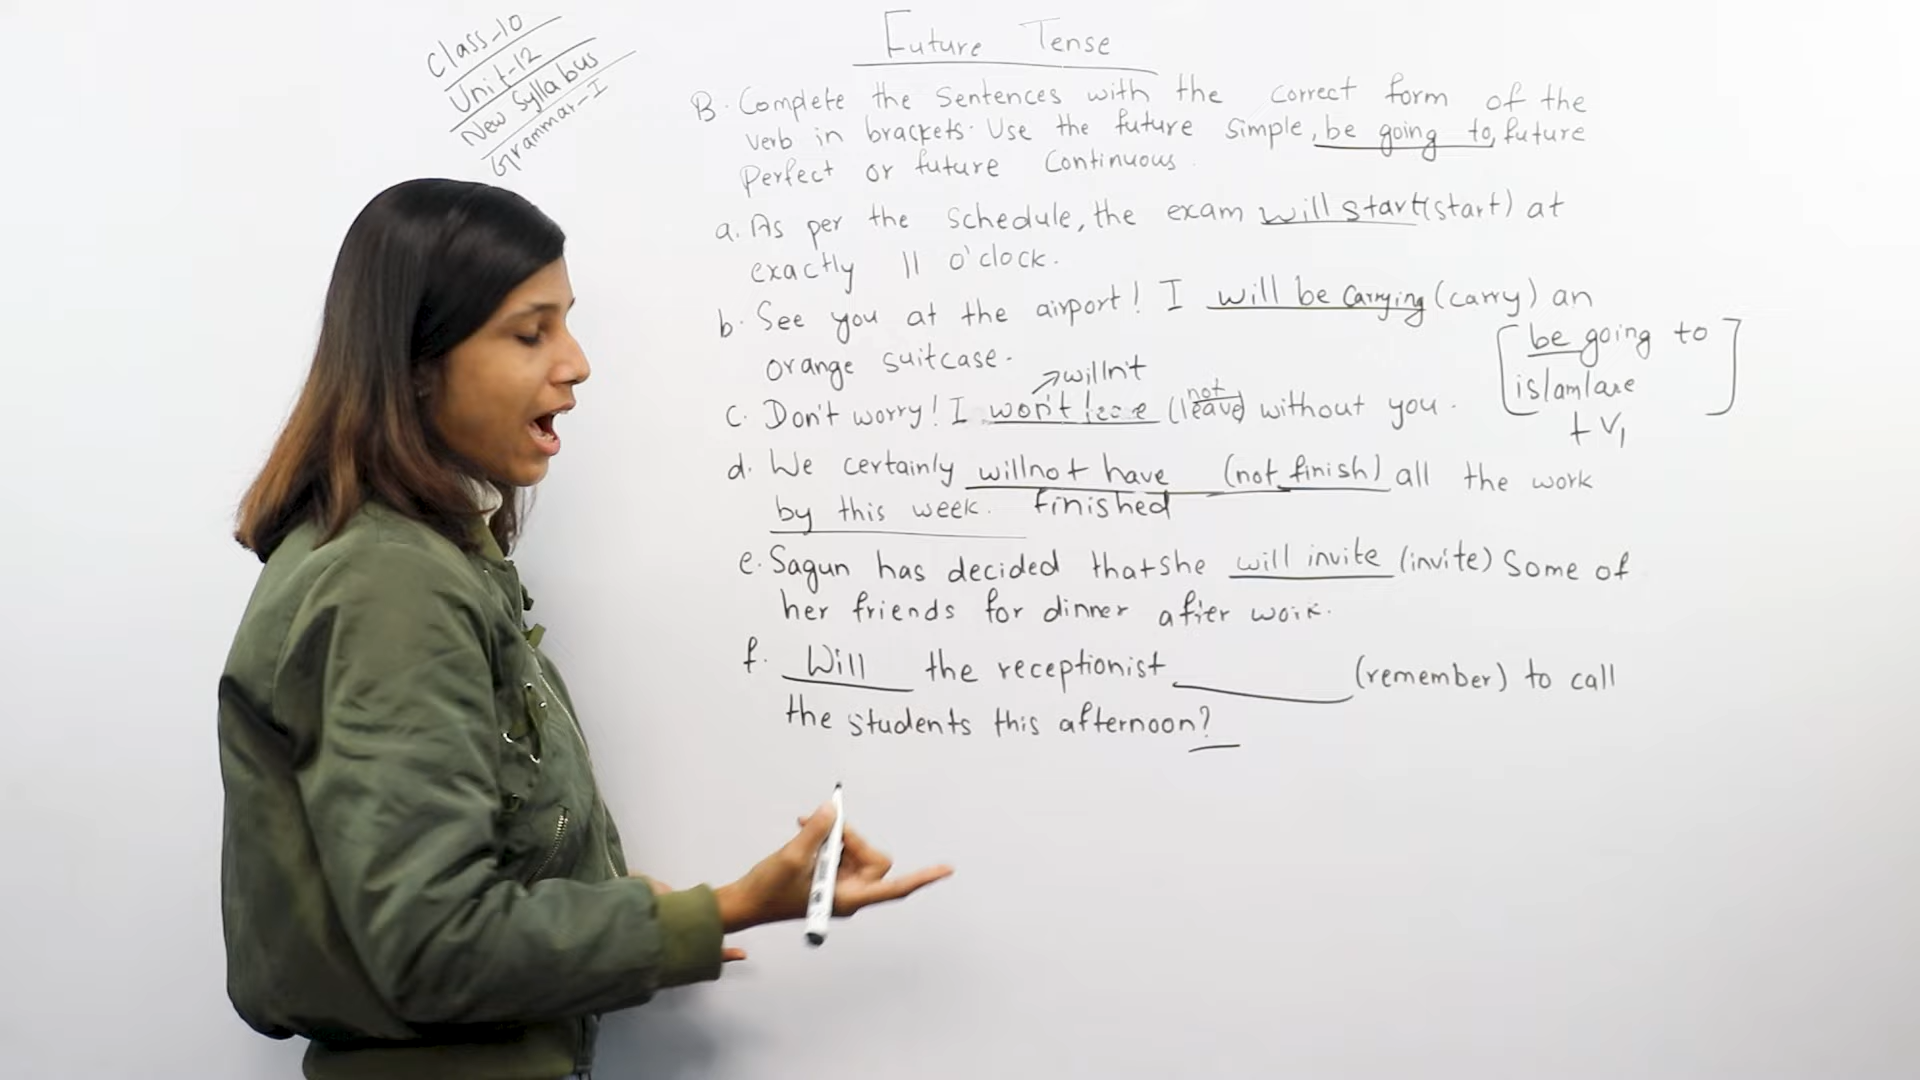 Class-10
Unit-12
New Syllabus
Grammar-I
Future Tense
B. Complete the Sentences with the correct form of the
verb in brackets. Use the future simple, be going to, future
Perfect or future Continuous.
a. As per the schedule, the exam will start (start) at
exactly 11 o'clock.
b. See you at the airport! I will be Carrying (carry) an
orange suitcase.
be going to
is/am/are
+ V1
willn't
c. Don't worry! I won't leave (not leave) without you.
d. We certainly will not have (not finish) all the work
by this week. finished
e. Sagun has decided that she will invite (invite) Some of
her friends for dinner after work.
f. Will the receptionist ______ (remember) to call
the students this afternoon?